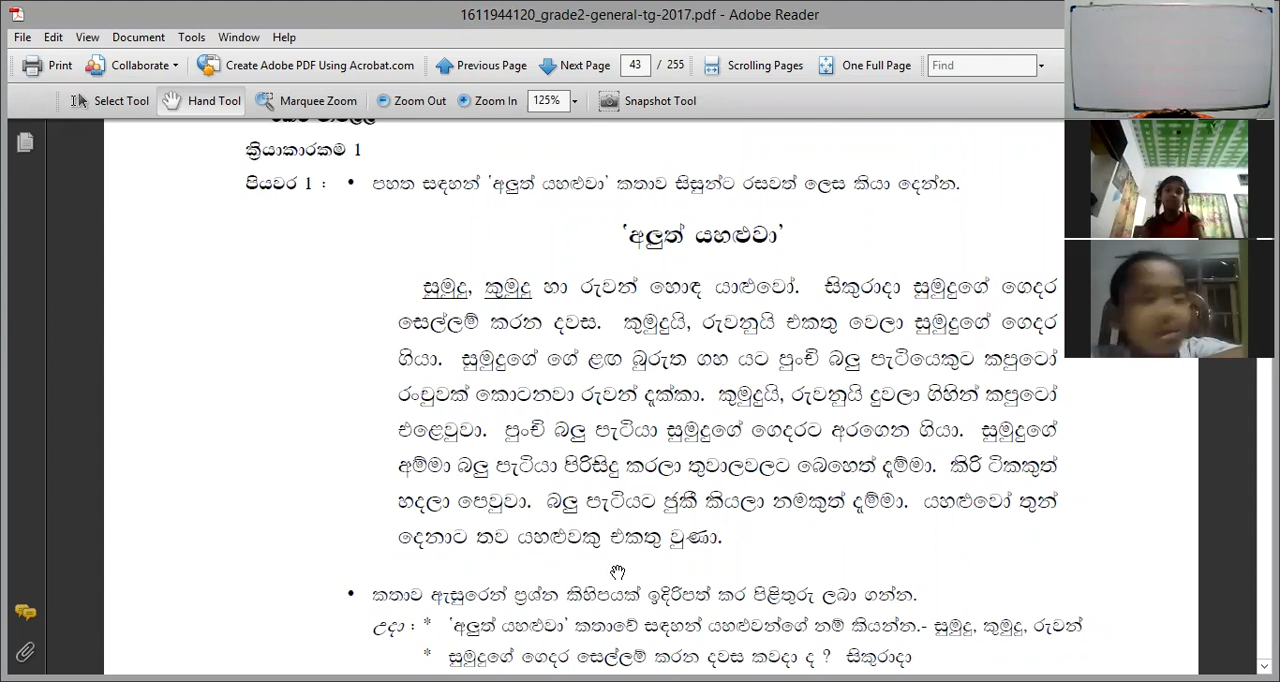 1611944120_grade2-general-tg-2017.pdf - Adobe Reader
File Edit View Document Tools Window Help
Print Collaborate Create Adobe PDF Using Acrobat.com Previous Page Next Page 43 / 255 Scrolling Pages One Full Page Find
Select Tool Hand Tool Marquee Zoom Zoom Out Zoom In 125% Snapshot Tool
ක්‍රියාකාරකම 1
පියවර 1 : • පහත සඳහන් ‘අලුත් යහළුවා’ කතාව සිසුන්ට රසවත් ලෙස කියා දෙන්න.
‘අලුත් යහළුවා’
සුමුදු, කුමුදු හා රුවන් හොඳ යාළුවෝ. සිකුරාදා සුමුදුගේ ගෙදර
සෙල්ලම් කරන දවස. කුමුදුයි, රුවනුයි එකතු වෙලා සුමුදුගේ ගෙදර
ගියා. සුමුදුගේ ගේ ළඟ බුරුත ගහ යට පුංචි බලු පැටියෙකුට කපුටෝ
රංචුවක් කොටනවා රුවන් දැක්කා. කුමුදුයි, රුවනුයි දුවලා ගිහින් කපුටෝ
එළෙව්වා. පුංචි බලු පැටියා සුමුදුගේ ගෙදරට අරගෙන ගියා. සුමුදුගේ
අම්මා බලු පැටියා පිරිසිදු කරලා තුවාලවලට බෙහෙත් දැම්මා. කිරි ටිකකුත්
හදලා පෙව්වා. බලු පැටියට ජුකී කියලා නමකුත් දැම්මා. යහළුවෝ තුන්
දෙනාට තව යහළුවකු එකතු වුණා.
• කතාව ඇසුරෙන් ප්‍රශ්න කිහිපයක් ඉදිරිපත් කර පිළිතුරු ලබා ගන්න.
උදා : * ‘අලුත් යහළුවා’ කතාවේ සඳහන් යහළුවන්ගේ නම් කියන්න.- සුමුදු, කුමුදු, රුවන්
* සුමුදුගේ ගෙදර සෙල්ලම් කරන දවස කවදා ද ? සිකුරාදා